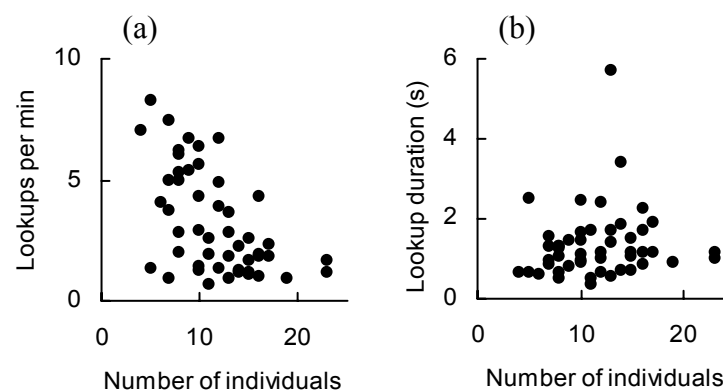 (a)
10
5
0
0
10
20
Lookups per min
Number of individuals
(b)
6
4
2
0
0
10
20
Lookup duration (s)
Number of individuals